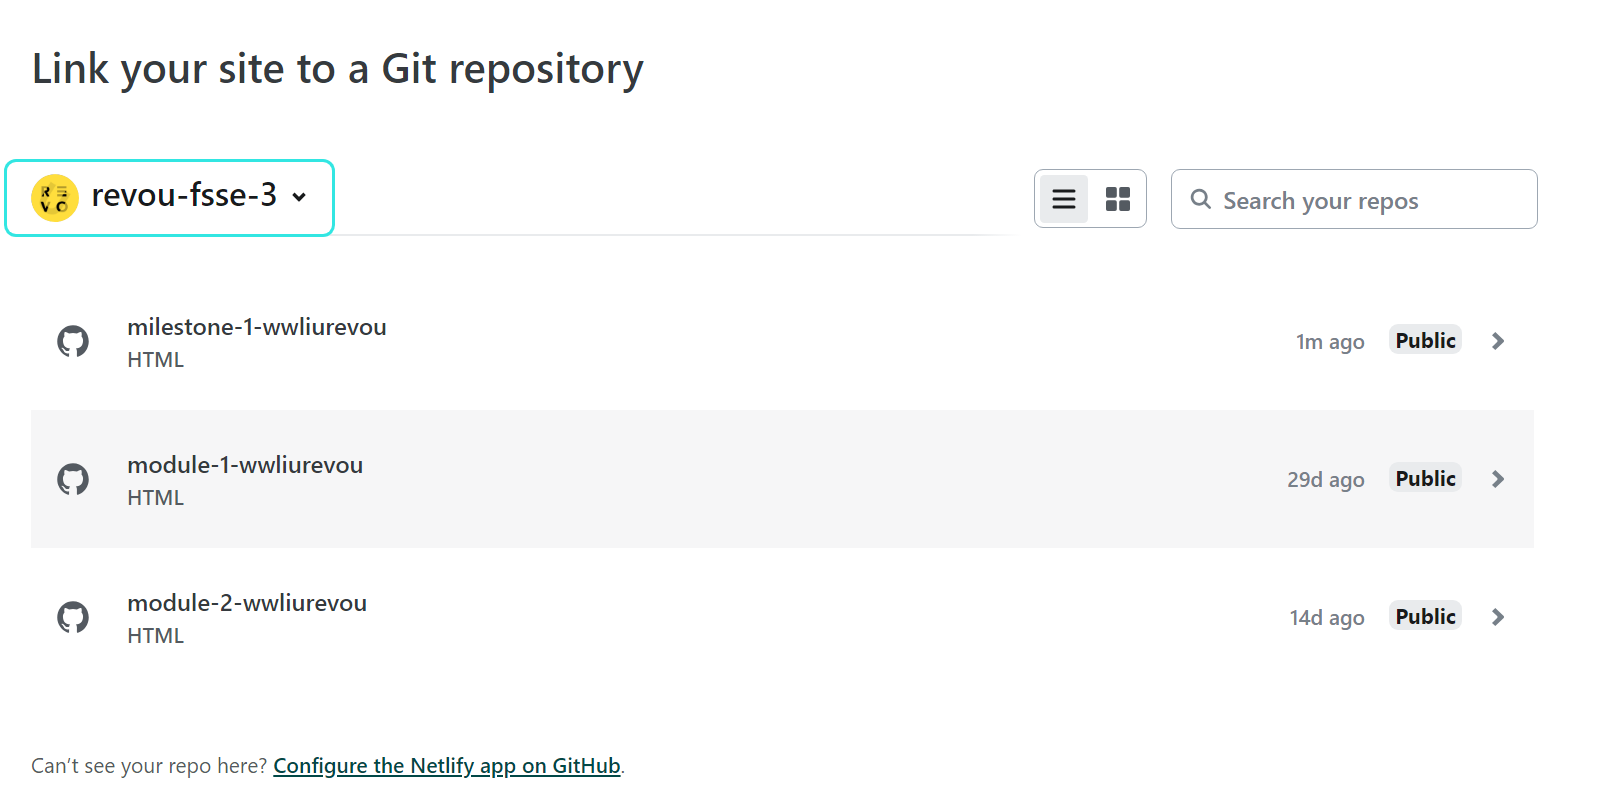 Link your site to a Git repository
revou-fsse-3
Search your repos
milestone-1-wwliurevou
HTML
1m ago
Public
module-1-wwliurevou
HTML
29d ago
Public
module-2-wwliurevou
HTML
14d ago
Public
Can't see your repo here? Configure the Netlify app on GitHub.